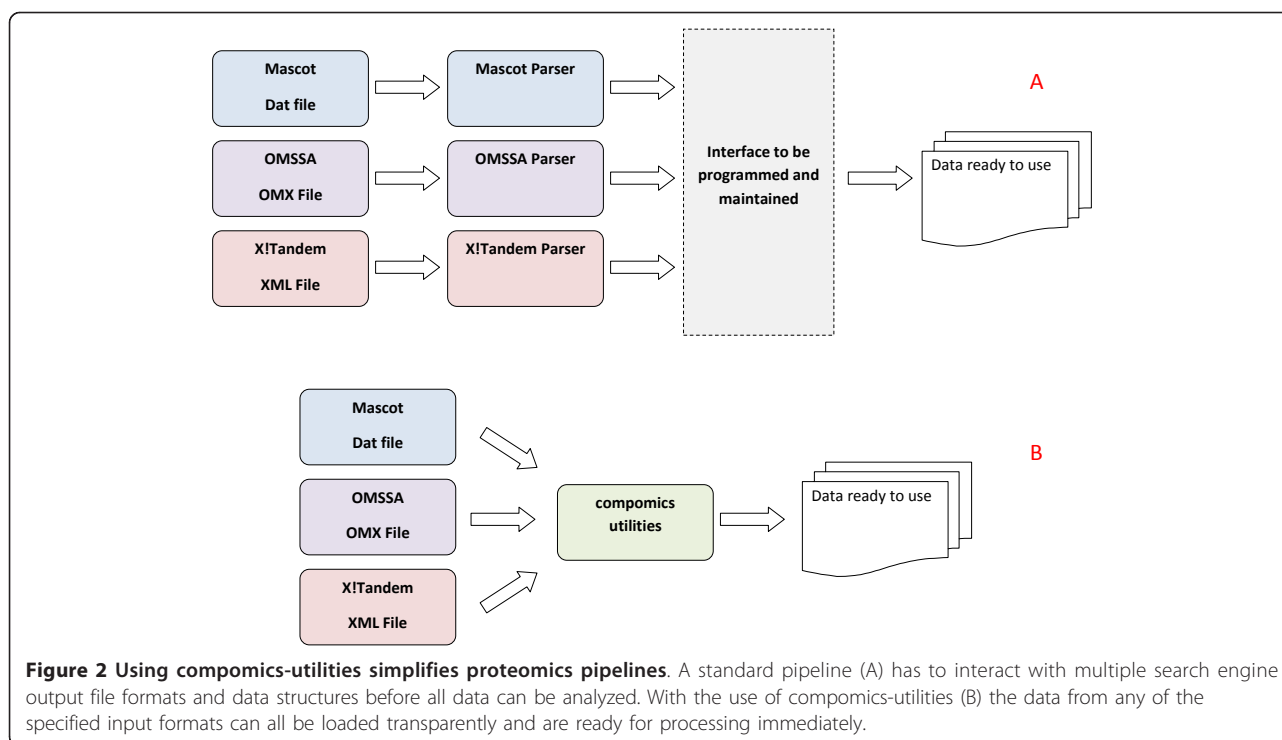 Mascot
Dat file
Mascot Parser
OMSSA
OMX File
OMSSA Parser
X!Tandem
XML File
X!Tandem Parser
Interface to be
programmed and
maintained
A
Data ready to use
Mascot
Dat file
OMSSA
OMX File
X!Tandem
XML File
compomics
utilities
B
Data ready to use
Figure 2 Using compomics-utilities simplifies proteomics pipelines. A standard pipeline (A) has to interact with multiple search engine
output file formats and data structures before all data can be analyzed. With the use of compomics-utilities (B) the data from any of the
specified input formats can all be loaded transparently and are ready for processing immediately.